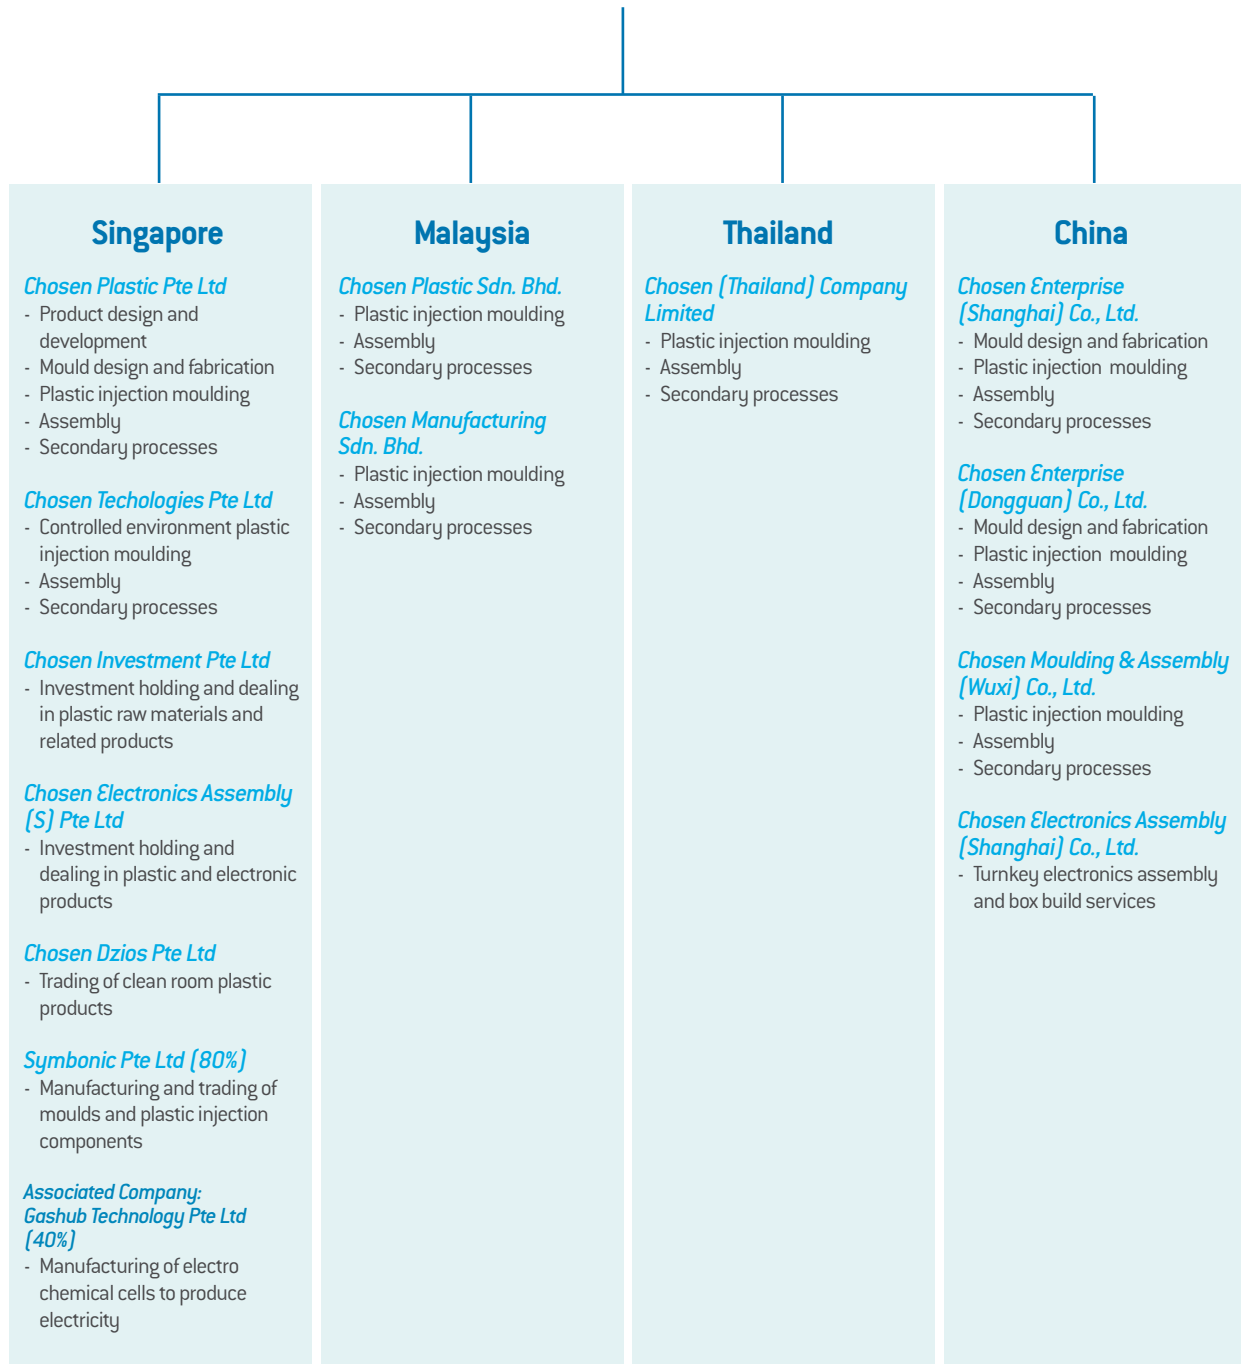 Singapore
Chosen Plastic Pte Ltd
- Product design and
development
- Mould design and fabrication
- Plastic injection moulding
- Assembly
- Secondary processes
Chosen Techologies Pte Ltd
- Controlled environment plastic
injection moulding
- Assembly
- Secondary processes
Chosen Investment Pte Ltd
- Investment holding and dealing
in plastic raw materials and
related products
Chosen Electronics Assembly
(S) Pte Ltd
- Investment holding and
dealing in plastic and electronic
products
Chosen Dzios Pte Ltd
- Trading of clean room plastic
products
Symbonic Pte Ltd (80%)
- Manufacturing and trading of
moulds and plastic injection
components
Associated Company:
Gashub Technology Pte Ltd
(40%)
- Manufacturing of electro
chemical cells to produce
electricity
Malaysia
Chosen Plastic Sdn. Bhd.
- Plastic injection moulding
- Assembly
- Secondary processes
Chosen Manufacturing
Sdn. Bhd.
- Plastic injection moulding
- Assembly
- Secondary processes
Thailand
Chosen (Thailand) Company
Limited
- Plastic injection moulding
- Assembly
- Secondary processes
China
Chosen Enterprise
(Shanghai) Co., Ltd.
- Mould design and fabrication
- Plastic injection moulding
- Assembly
- Secondary processes
Chosen Enterprise
(Dongguan) Co., Ltd.
- Mould design and fabrication
- Plastic injection moulding
- Assembly
- Secondary processes
Chosen Moulding & Assembly
(Wuxi) Co., Ltd.
- Plastic injection moulding
- Assembly
- Secondary processes
Chosen Electronics Assembly
(Shanghai) Co., Ltd.
- Turnkey electronics assembly
and box build services